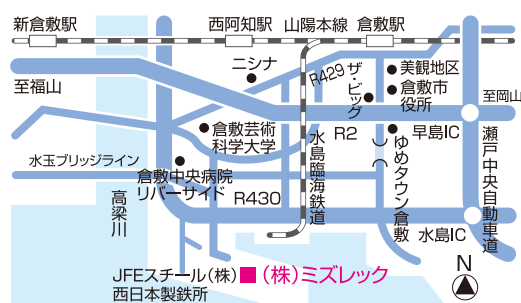 新倉敷駅
西阿知駅
山陽本線
倉敷駅
ニシナ
R429
ザ・ビッグ
美観地区
倉敷市
役所
至福山
至岡山
倉敷芸術
科学大学
R2
早島IC
水玉ブリッジライン
倉敷中央病院
リバーサイド
水島臨海鉄道
ゆめタウン倉敷
瀬戸中央自動車道
高梁川
R430
水島IC
JFEスチール(株)
西日本製鉄所
(株)ミズレック
N